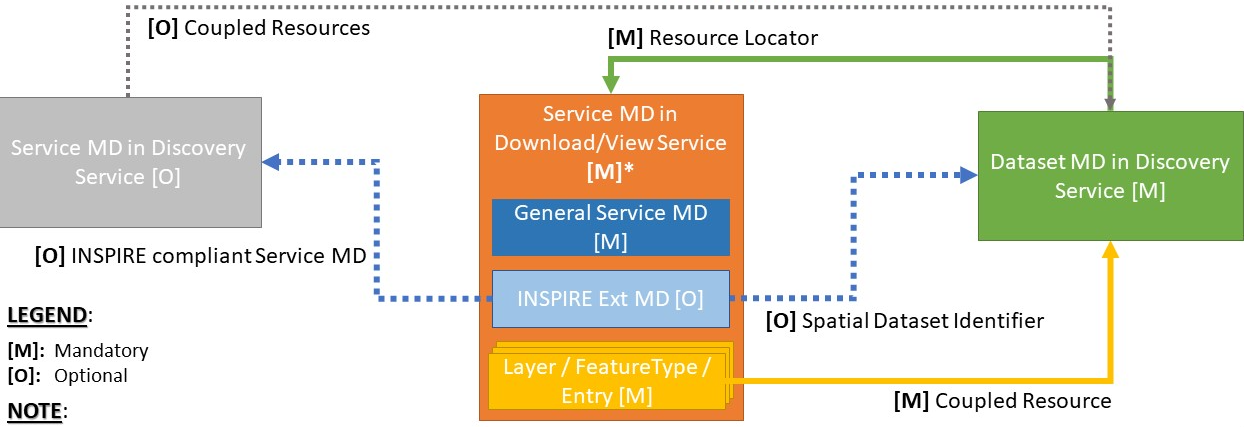 [O] Coupled Resources
[M] Resource Locator
Service MD in Discovery
Service [O]
Service MD in
Download/View Service
[M]*
Dataset MD in Discovery
Service [M]
General Service MD
[M]
[O] INSPIRE compliant Service MD
INSPIRE Ext MD [O]
[O] Spatial Dataset Identifier
Layer / FeatureType /
Entry [M]
[M] Coupled Resource
LEGEND:
[M]: Mandatory
[O]: Optional
NOTE: